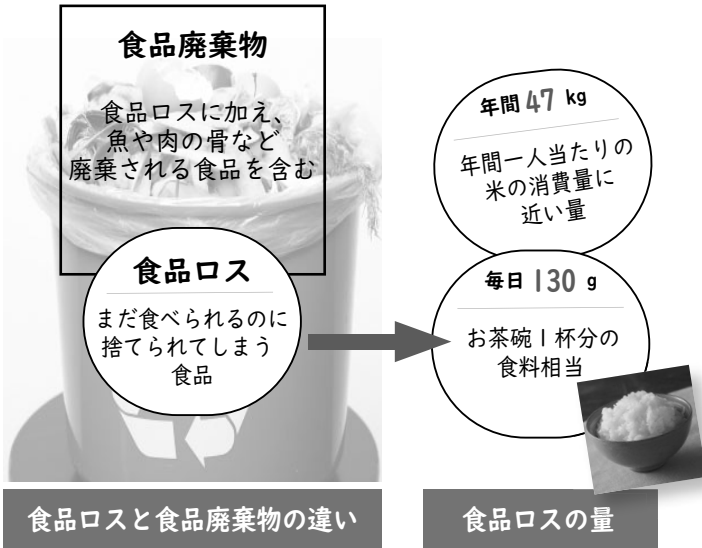 食品廃棄物
食品ロスに加え、
魚や肉の骨など
廃棄される食品を含む
食品ロス
まだ食べられるのに
捨てられてしまう
食品
食品ロスと食品廃棄物の違い
年間47 kg
年間一人当たりの
米の消費量に
近い量
毎日130 g
お茶碗1杯分の
食料相当
食品ロスの量